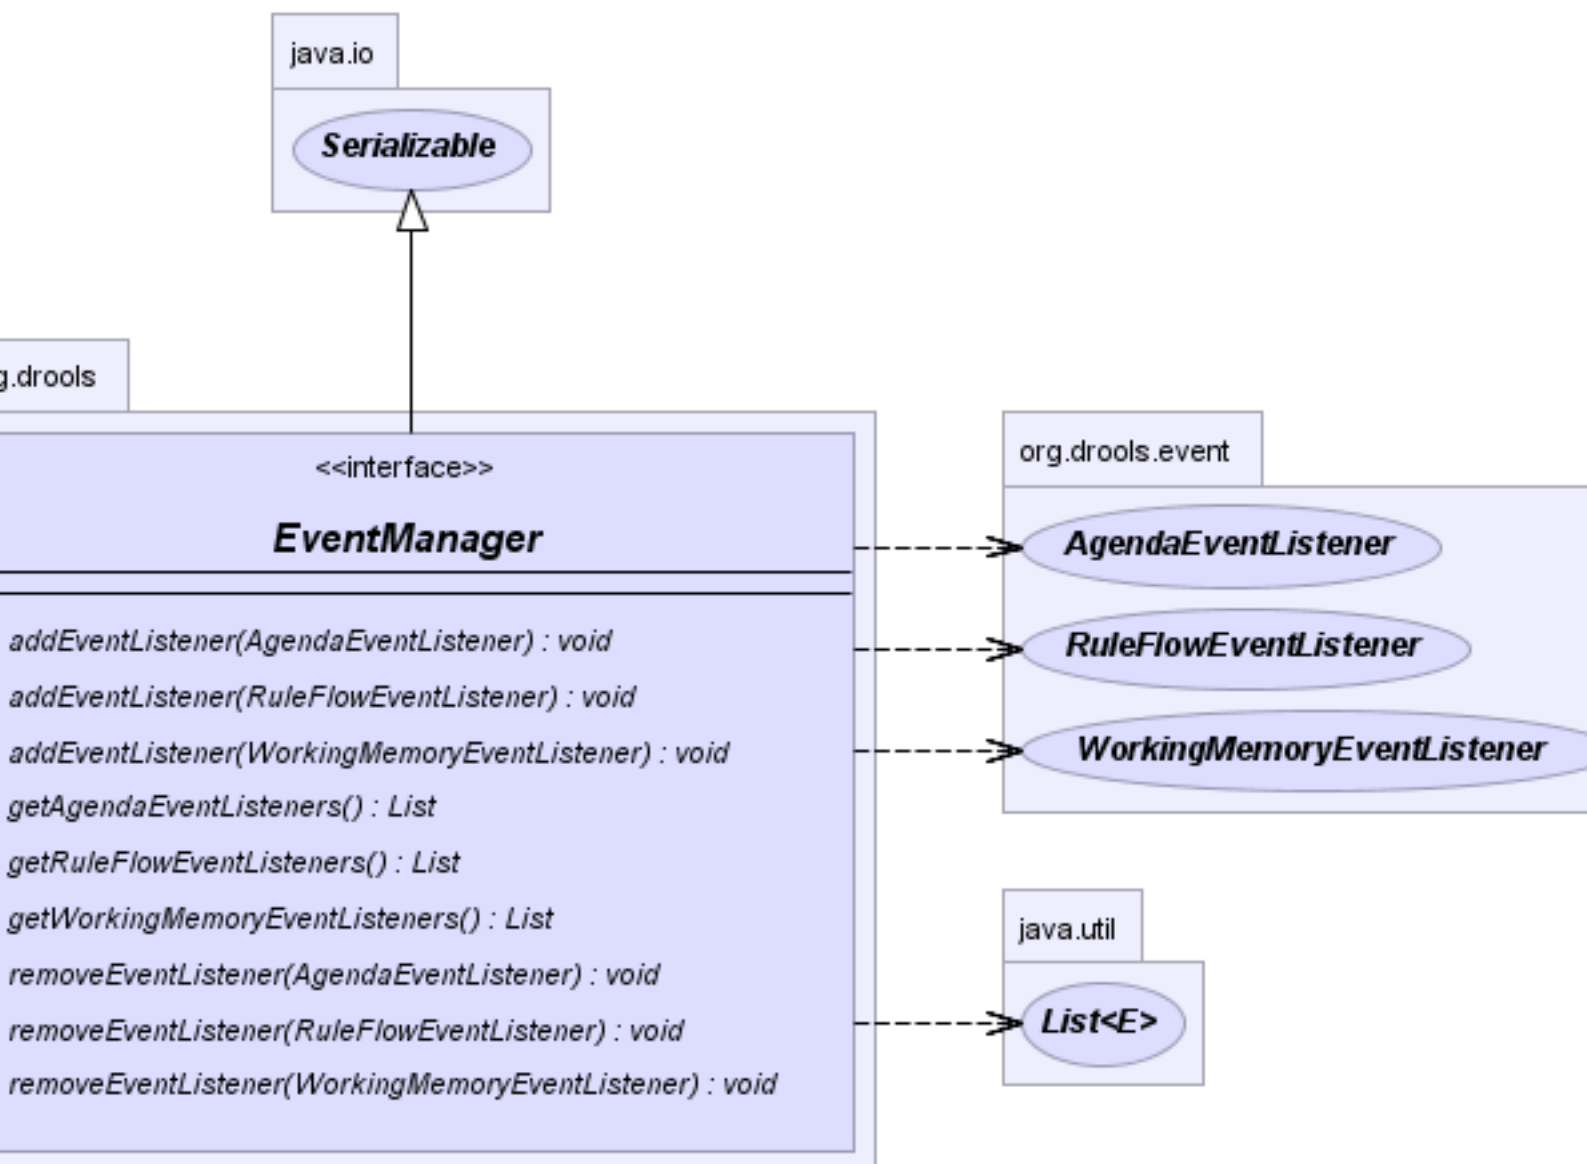 java.io
Serializable
g.drools
<<interface>>
EventManager
addEventListener(AgendaEventListener) : void
addEventListener(RuleFlowEventListener) : void
addEventListener(WorkingMemoryEventListener) : void
getAgendaEventListeners() : List
getRuleFlowEventListeners() : List
getWorkingMemoryEventListeners() : List
removeEventListener(AgendaEventListener) : void
removeEventListener(RuleFlowEventListener) : void
removeEventListener(WorkingMemoryEventListener) : void
org.drools.event
AgendaEventListener
RuleFlowEventListener
WorkingMemoryEventListener
java.util
List<E>